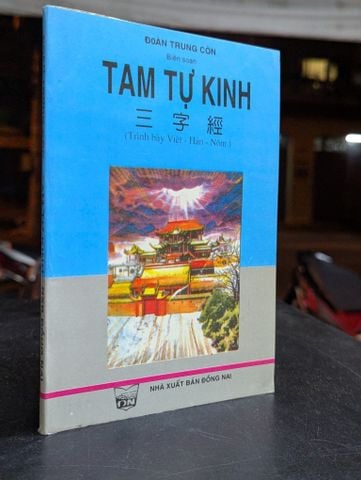 ĐOÀN TRUNG CÒN
Biên soạn
TAM TỰ KINH
三字經
(Trình bày Việt - Hán - Nôm)
NHÀ XUẤT BẢN ĐỒNG NAI
ĐN